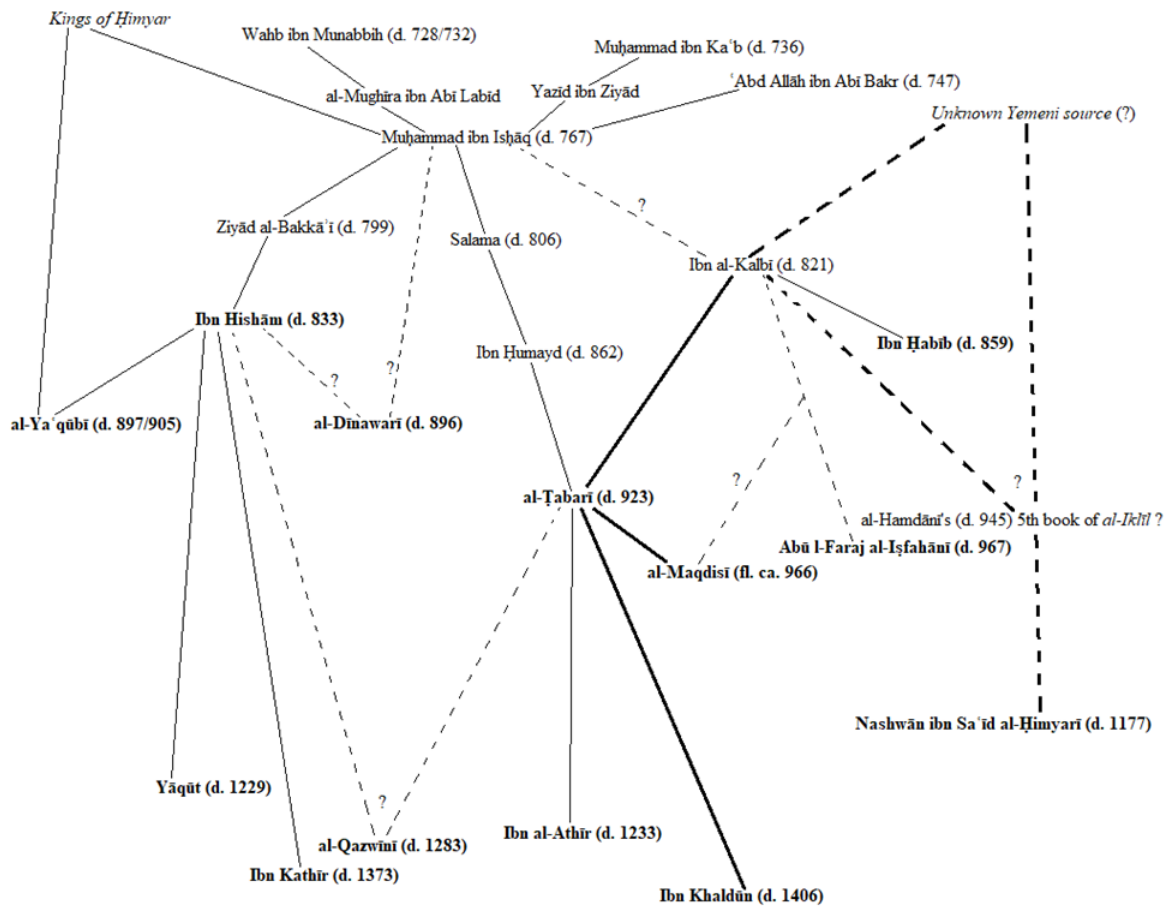 Kings of Ḥimyar
Wahb ibn Munabbih (d. 728/732)
Muḥammad ibn Kaʿb (d. 736)
al-Mughīra ibn Abī Labīd
Yazīd ibn Ziyād
ʿAbd Allāh ibn Abī Bakr (d. 747)
Unknown Yemeni source (?)
Muḥammad ibn Isḥāq (d. 767)
?
Ziyād al-Bakkāʾī (d. 799)
Salama (d. 806)
Ibn al-Kalbī (d. 821)
Ibn Hishām (d. 833)
Ibn Ḥumayd (d. 862)
Ibn Ḥabīb (d. 859)
?
?
al-Yaʿqūbī (d. 897/905)
al-Dīnawarī (d. 896)
?
?
al-Ṭabarī (d. 923)
al-Hamdānī's (d. 945) 5th book of al-Iklīl ?
Abū l-Faraj al-Iṣfahānī (d. 967)
al-Maqdisī (fl. ca. 966)
Nashwān ibn Saʿīd al-Ḥimyarī (d. 1177)
Yāqūt (d. 1229)
?
Ibn al-Athīr (d. 1233)
al-Qazwīnī (d. 1283)
Ibn Kathīr (d. 1373)
Ibn Khaldūn (d. 1406)